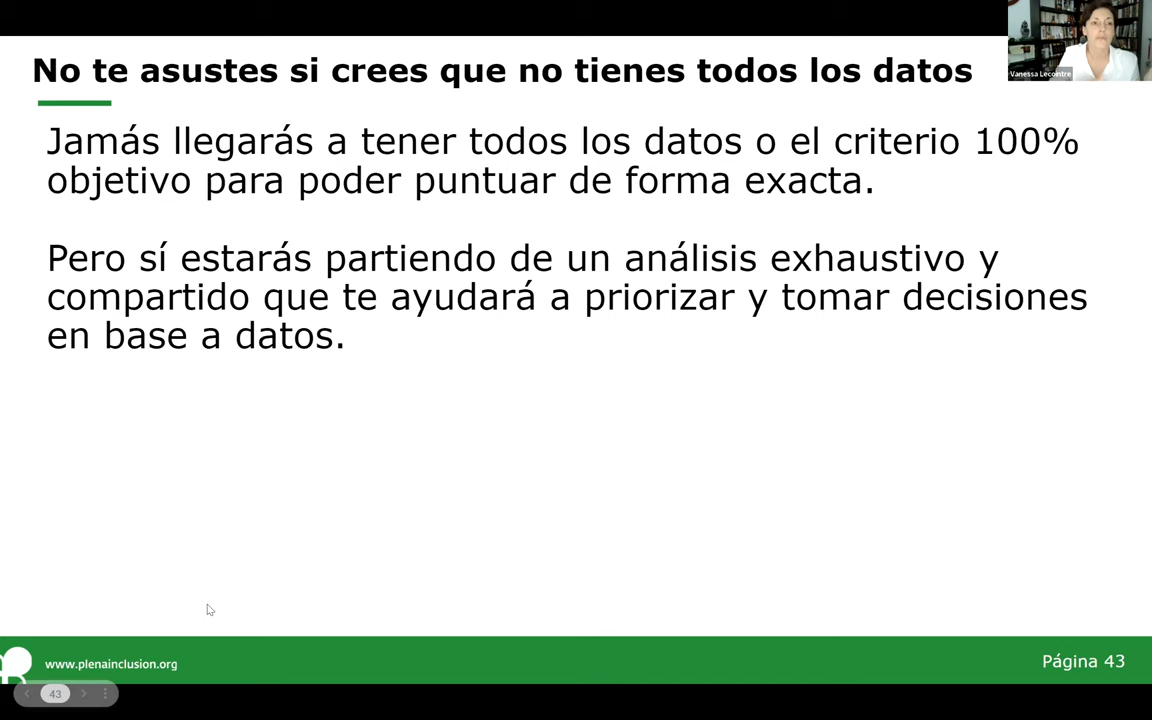 No te asustes si crees que no tienes todos los datos
Vanessa Lecointre
Jamás llegarás a tener todos los datos o el criterio 100%
objetivo para poder puntuar de forma exacta.
Pero sí estarás partiendo de un análisis exhaustivo y
compartido que te ayudará a priorizar y tomar decisiones
en base a datos.
www.plenainclusion.org
Página 43
43